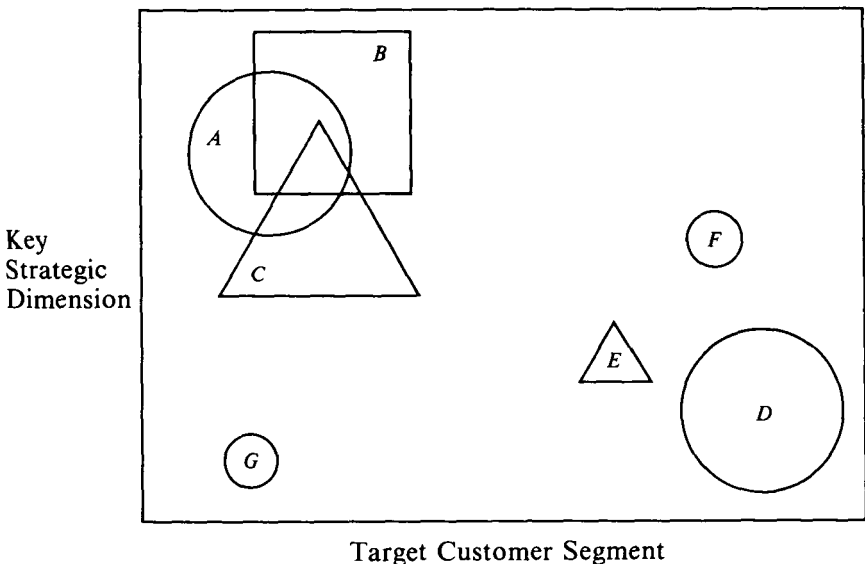 B
A
C
F
E
D
G
Key
Strategic
Dimension
Target Customer Segment